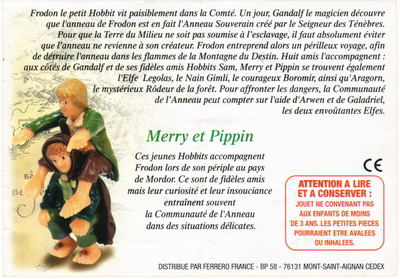 Frodon le petit Hobbit vit paisiblement dans la Comté. Un jour, Gandalf le magicien découvre
que l'anneau de Frodon est en fait l'Anneau Souverain créé par le Seigneur des Ténèbres.
Pour que la Terre du Milieu ne soit pas soumise à l'esclavage, il faut absolument éviter
que l'anneau ne revienne à son créateur. Frodon entreprend alors un périlleux voyage, afin
de détruire l'anneau dans les flammes de la Montagne du Destin. Huit amis l'accompagnent :
aux côtés de Gandalf et de ses fidèles amis Hobbits Sam, Merry et Pippin se trouvent également
l'Elfe Legolas, le Nain Gimli, le courageux Boromir, ainsi qu'Aragorn,
le mystérieux Rôdeur de la forêt. Pour affronter les dangers, la Communauté
de l'Anneau peut compter sur l'aide d'Arwen et de Galadriel,
les deux envoûtantes Elfes.
Merry et Pippin
Ces jeunes Hobbits accompagnent
Frodon lors de son périple au pays
de Mordor. Ce sont de fidèles amis
mais leur curiosité et leur insouciance
entraînent souvent
la Communauté de l'Anneau
dans des situations délicates.
CE
ATTENTION A LIRE
ET A CONSERVER :
JOUET NE CONVENANT PAS
AUX ENFANTS DE MOINS
DE 3 ANS. LES PETITES PIECES
POURRAIENT ETRE AVALEES
OU INHALEES.
DISTRIBUE PAR FERRERO FRANCE - BP 58 - 76131 MONT-SAINT-AIGNAN CEDEX